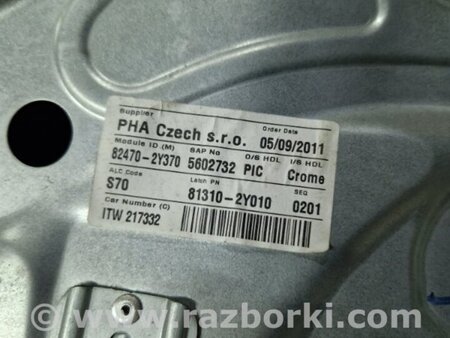 Supplier Order Date
PHA Czech s.r.o. 05/09/2011
Module ID (M) SAP No O/S HDL I/S HDL
82470-2Y370 5602732 PIC Crome
ALC Code Latch PN SEQ
S70 81310-2Y010 0201
Car Number (C)
ITW 217332
www.razborki.com